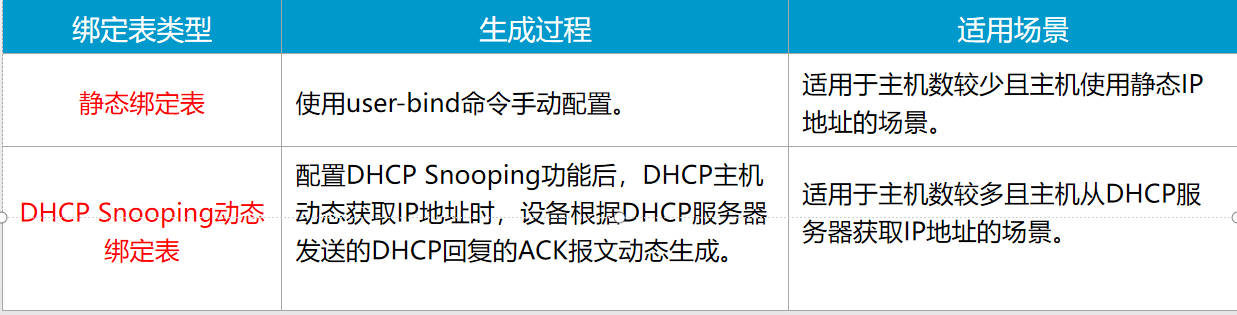 绑定表类型
生成过程
适用场景
静态绑定表
使用user-bind命令手动配置。
适用于主机数较少且主机使用静态IP
地址的场景。
DHCP Snooping动态
绑定表
配置DHCP Snooping功能后，DHCP主机
动态获取IP地址时，设备根据DHCP服务器
发送的DHCP回复的ACK报文动态生成。
适用于主机数较多且主机从DHCP服
务器获取IP地址的场景。